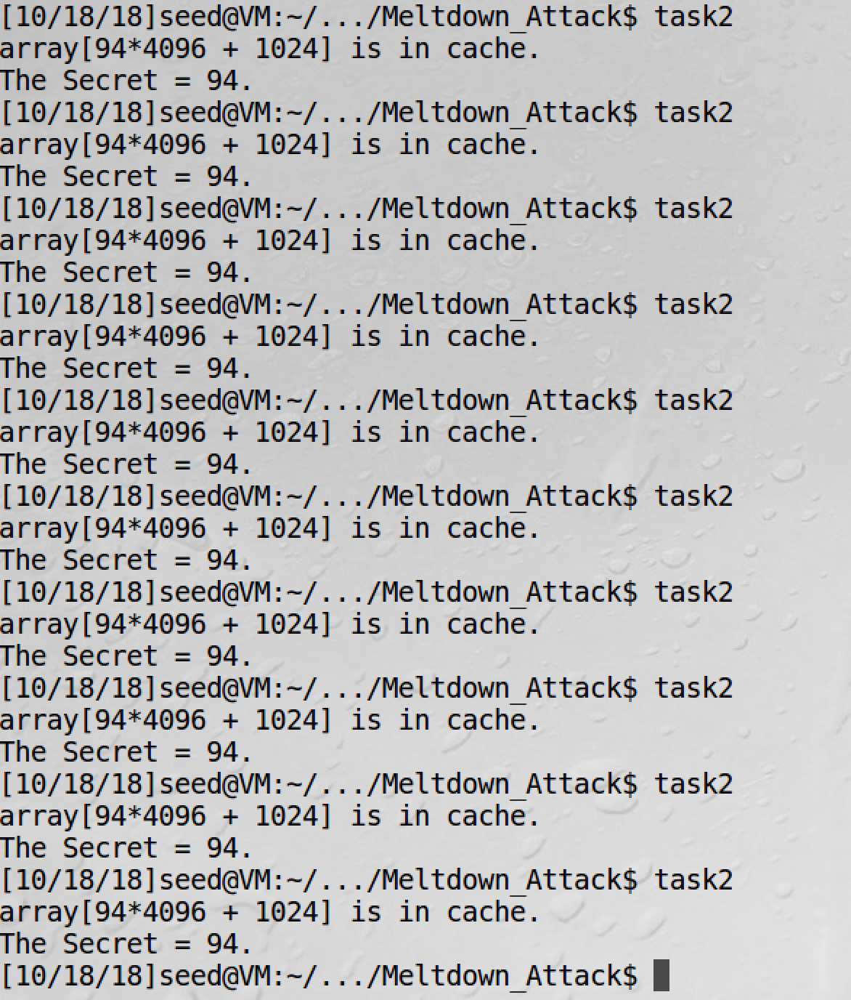 [10/18/18]seed@VM:~/.../Meltdown_Attack$ task2
array[94*4096 + 1024] is in cache.
The Secret = 94.
[10/18/18]seed@VM:~/.../Meltdown_Attack$ task2
array[94*4096 + 1024] is in cache.
The Secret = 94.
[10/18/18]seed@VM:~/.../Meltdown_Attack$ task2
array[94*4096 + 1024] is in cache.
The Secret = 94.
[10/18/18]seed@VM:~/.../Meltdown_Attack$ task2
array[94*4096 + 1024] is in cache.
The Secret = 94.
[10/18/18]seed@VM:~/.../Meltdown_Attack$ task2
array[94*4096 + 1024] is in cache.
The Secret = 94.
[10/18/18]seed@VM:~/.../Meltdown_Attack$ task2
array[94*4096 + 1024] is in cache.
The Secret = 94.
[10/18/18]seed@VM:~/.../Meltdown_Attack$ task2
array[94*4096 + 1024] is in cache.
The Secret = 94.
[10/18/18]seed@VM:~/.../Meltdown_Attack$ task2
array[94*4096 + 1024] is in cache.
The Secret = 94.
[10/18/18]seed@VM:~/.../Meltdown_Attack$ task2
array[94*4096 + 1024] is in cache.
The Secret = 94.
[10/18/18]seed@VM:~/.../Meltdown_Attack$ task2
array[94*4096 + 1024] is in cache.
The Secret = 94.
[10/18/18]seed@VM:~/.../Meltdown_Attack$